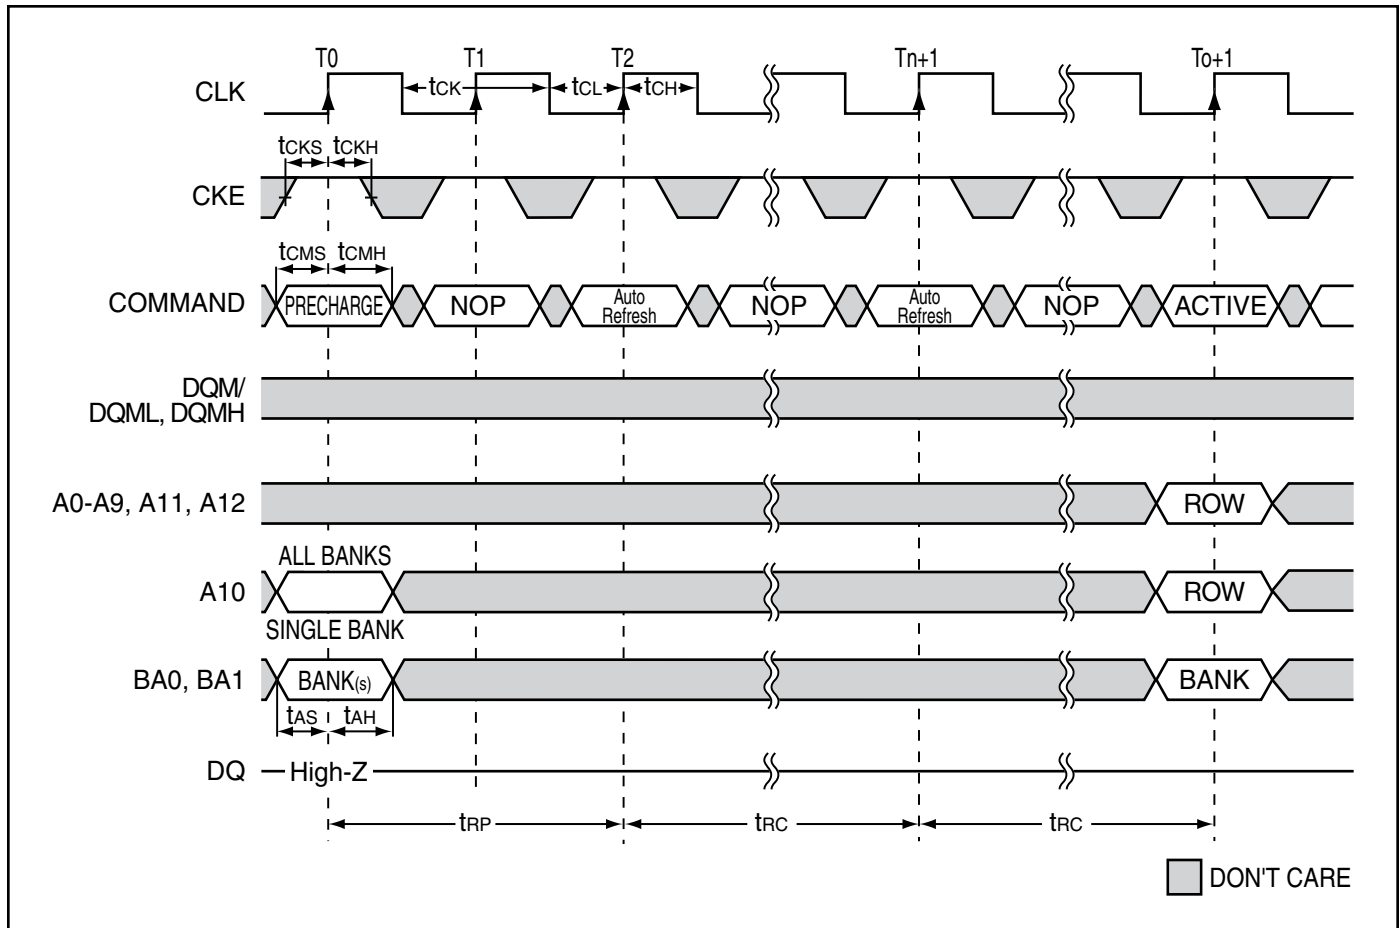 T0 T1 T2 Tn+1 To+1
CLK tCK tCL tCH
tCKS tCKH
CKE
tCMS tCMH
COMMAND PRECHARGE NOP Auto Refresh NOP Auto Refresh NOP ACTIVE
DQM/
DQML, DQMH
A0-A9, A11, A12 ROW
ALL BANKS
A10 ROW
SINGLE BANK
BA0, BA1 BANK(s) BANK
tAS tAH
DQ High-Z
tRP tRC tRC
DON'T CARE